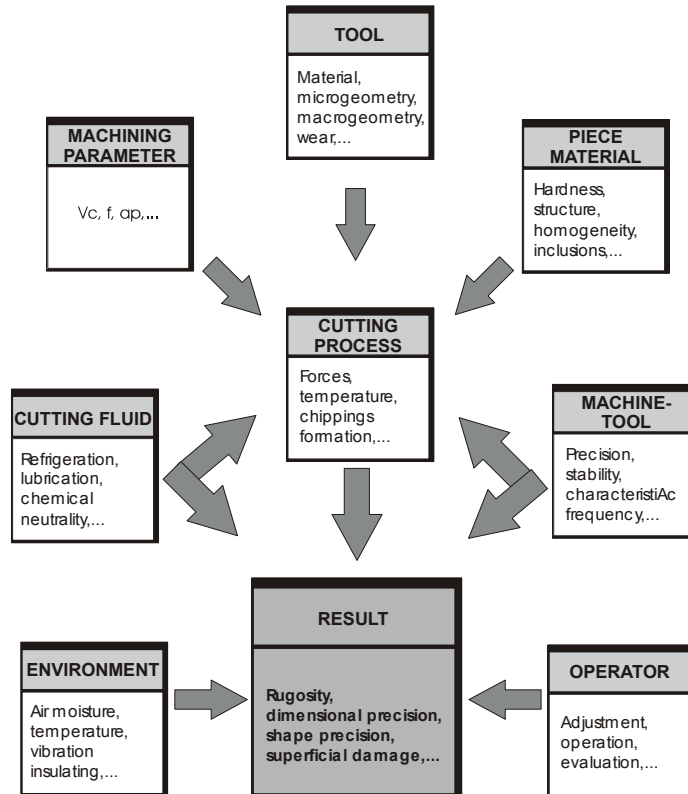 TOOL
Material,
microgeometry,
macrogeometry,
wear,...
MACHINING
PARAMETER
Vc, f, ap,...
PIECE
MATERIAL
Hardness,
structure,
homogeneity,
inclusions,...
CUTTING
PROCESS
Forces,
temperature,
chippings
formation,...
CUTTING FLUID
Refrigeration,
lubrication,
chemical
neutrality,...
MACHINE-
TOOL
Precision,
stability,
characteristiAc
frequency,...
RESULT
Rugosity,
dimensional precision,
shape precision,
superficial damage,...
ENVIRONMENT
Air moisture,
temperature,
vibration
insulating,...
OPERATOR
Adjustment,
operation,
evaluation,...